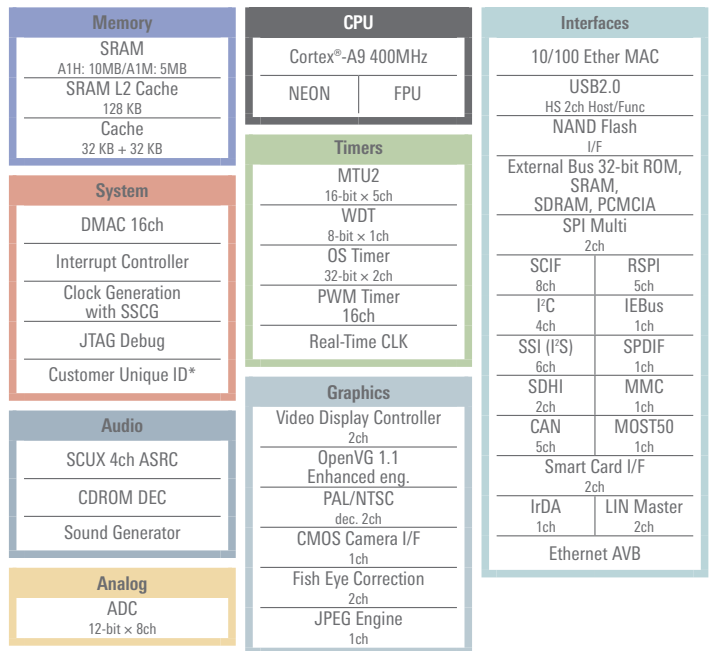 Memory
SRAM
A1H: 10MB/A1M: 5MB
SRAM L2 Cache
128 KB
Cache
32 KB + 32 KB
System
DMAC 16ch
Interrupt Controller
Clock Generation
with SSCG
JTAG Debug
Customer Unique ID*
Audio
SCUX 4ch ASRC
CDROM DEC
Sound Generator
Analog
ADC
12-bit × 8ch
CPU
Cortex®-A9 400MHz
NEON FPU
Timers
MTU2
16-bit × 5ch
WDT
8-bit × 1ch
OS Timer
32-bit × 2ch
PWM Timer
16ch
Real-Time CLK
Graphics
Video Display Controller
2ch
OpenVG 1.1
Enhanced eng.
PAL/NTSC
dec. 2ch
CMOS Camera I/F
1ch
Fish Eye Correction
2ch
JPEG Engine
1ch
Interfaces
10/100 Ether MAC
USB2.0
HS 2ch Host/Func
NAND Flash
I/F
External Bus 32-bit ROM,
SRAM,
SDRAM, PCMCIA
SPI Multi
2ch
SCIF RSPI
8ch 5ch
I²C IEBus
4ch 1ch
SSI (I²S) SPDIF
6ch 1ch
SDHI MMC
2ch 1ch
CAN MOST50
5ch 1ch
Smart Card I/F
2ch
IrDA LIN Master
1ch 2ch
Ethernet AVB